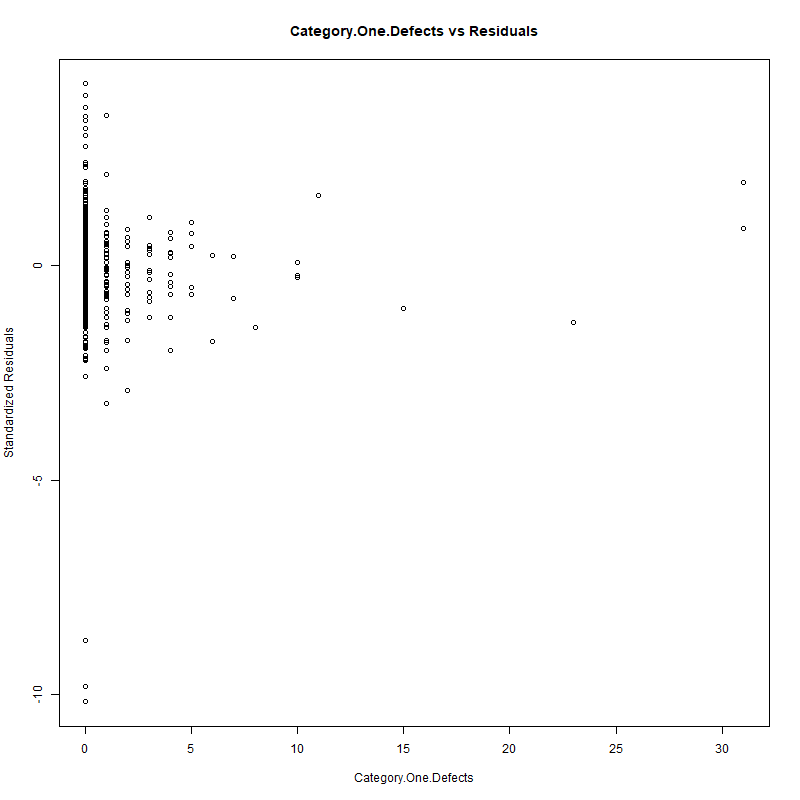 Category.One.Defects vs Residuals
Standardized Residuals
0
-5
-10
0 5 10 15 20 25 30
Category.One.Defects